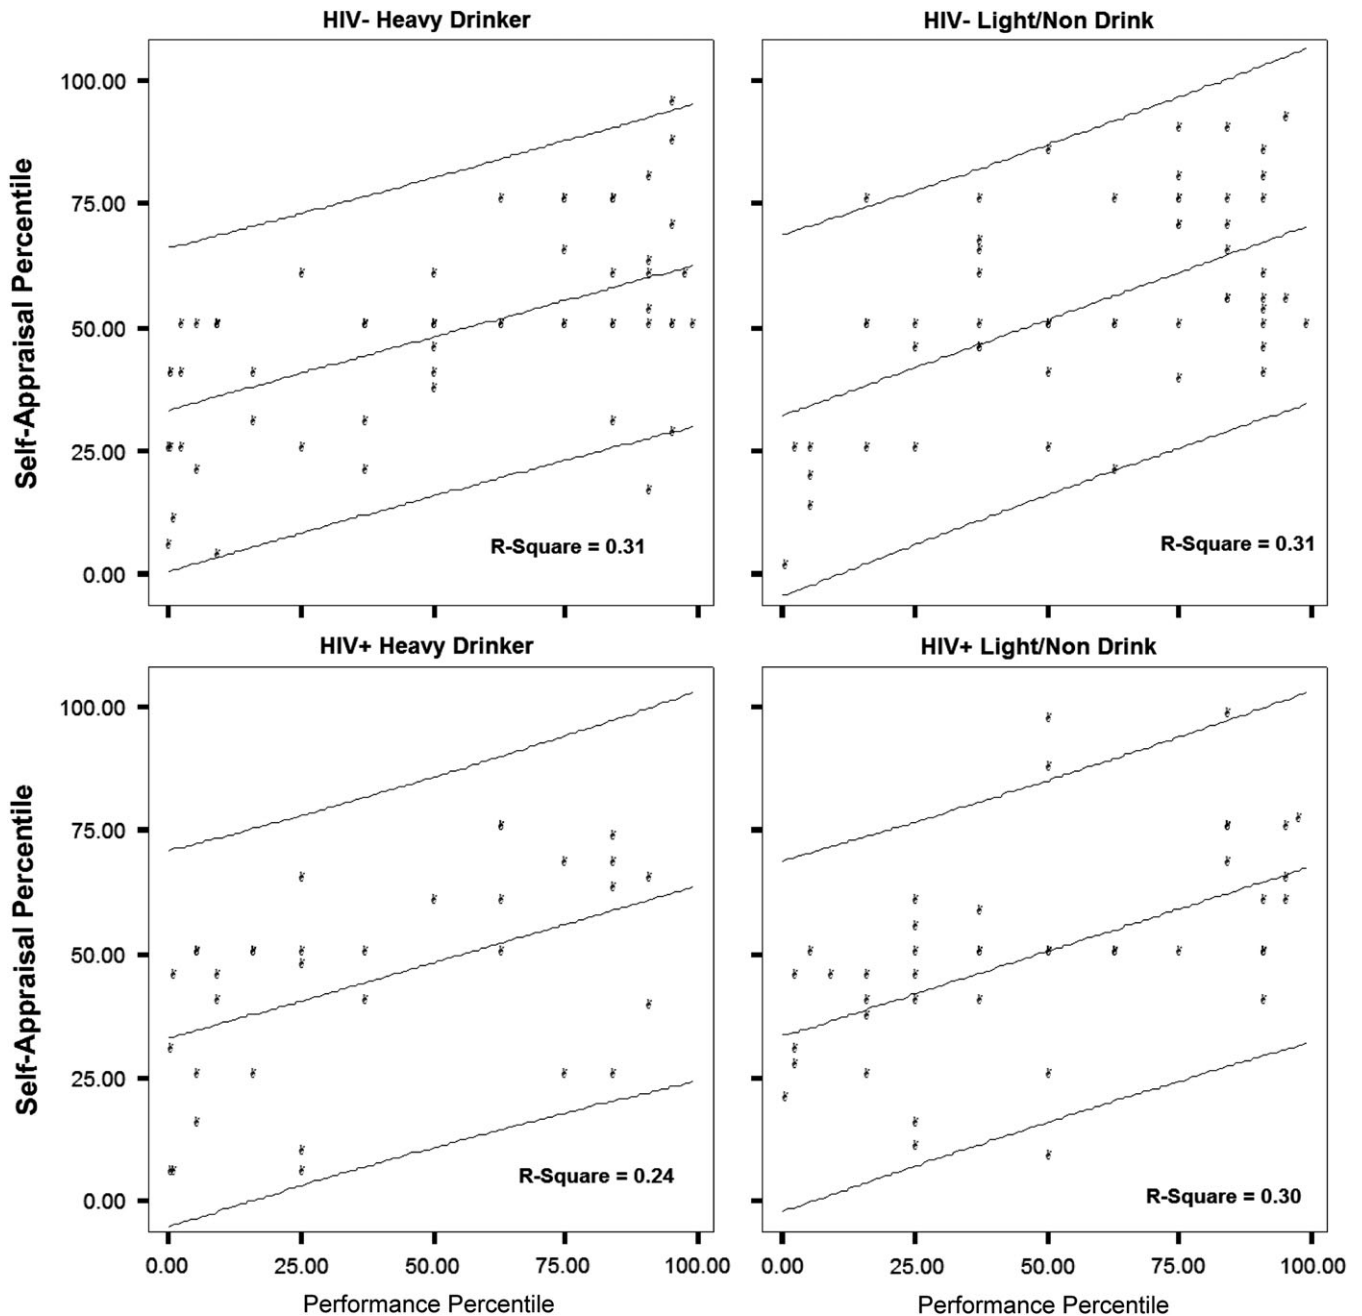 HIV- Heavy Drinker
HIV- Light/Non Drink
Self-Appraisal Percentile
100.00
75.00
50.00
25.00
0.00
R-Square = 0.31
R-Square = 0.31
HIV+ Heavy Drinker
HIV+ Light/Non Drink
Self-Appraisal Percentile
100.00
75.00
50.00
25.00
0.00
R-Square = 0.24
R-Square = 0.30
0.00 25.00 50.00 75.00 100.00
0.00 25.00 50.00 75.00 100.00
Performance Percentile
Performance Percentile